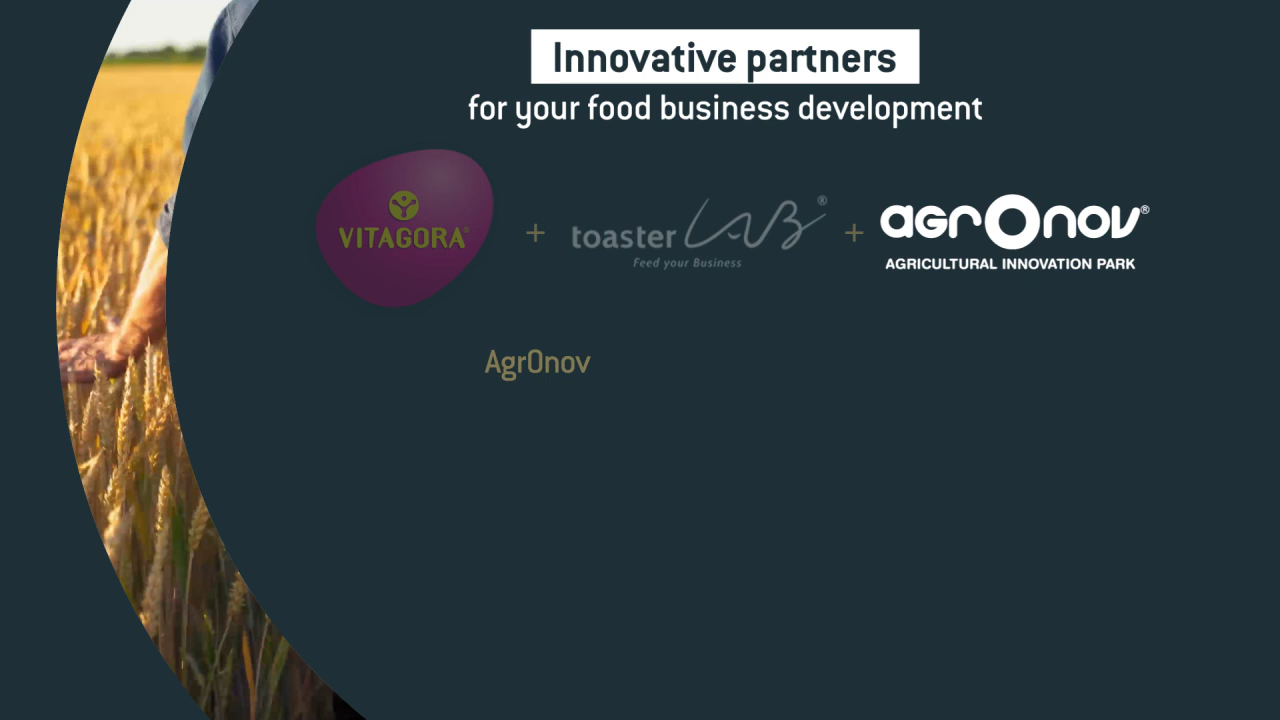 Innovative partners
for your food business development
VITAGORA®
+
toaster LAB®
Feed your Business
+
agrOnov®
AGRICULTURAL INNOVATION PARK
AgrOnov